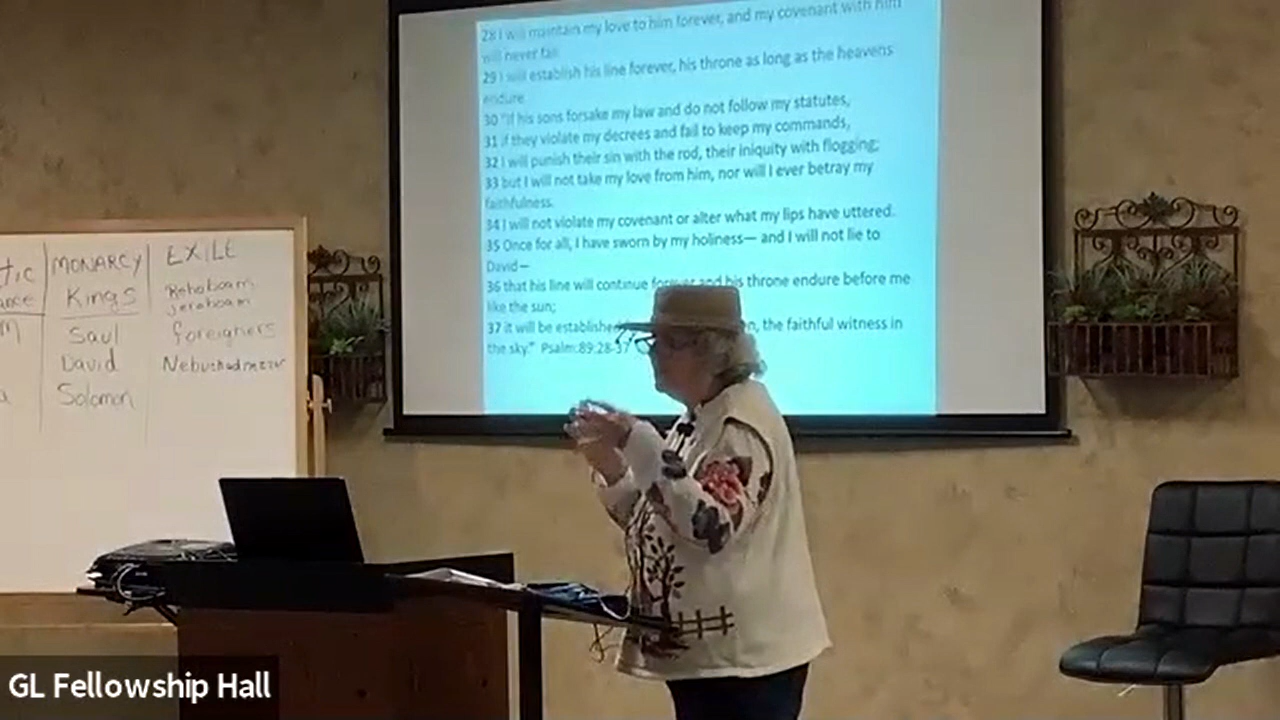 28 I will maintain my love to him forever, and my covenant with him
will never fail
29 I will establish his line forever, his throne as long as the heavens
endure
30 "If his sons forsake my law and do not follow my statutes,
31 if they violate my decrees and fail to keep my commands,
32 I will punish their sin with the rod, their iniquity with flogging;
33 but I will not take my love from him, nor will I ever betray my
faithfulness.
34 I will not violate my covenant or alter what my lips have uttered.
35 Once for all, I have sworn by my holiness— and I will not lie to
David—
36 that his line will continue forever and his throne endure before me
like the sun;
37 it will be established the faithful witness in
the sky." Psalm:89:28-37
MONARCY
Kings
Saul
David
Solomon
EXILE
Rehoboam
Jeroboam
foreigners
GL Fellowship Hall